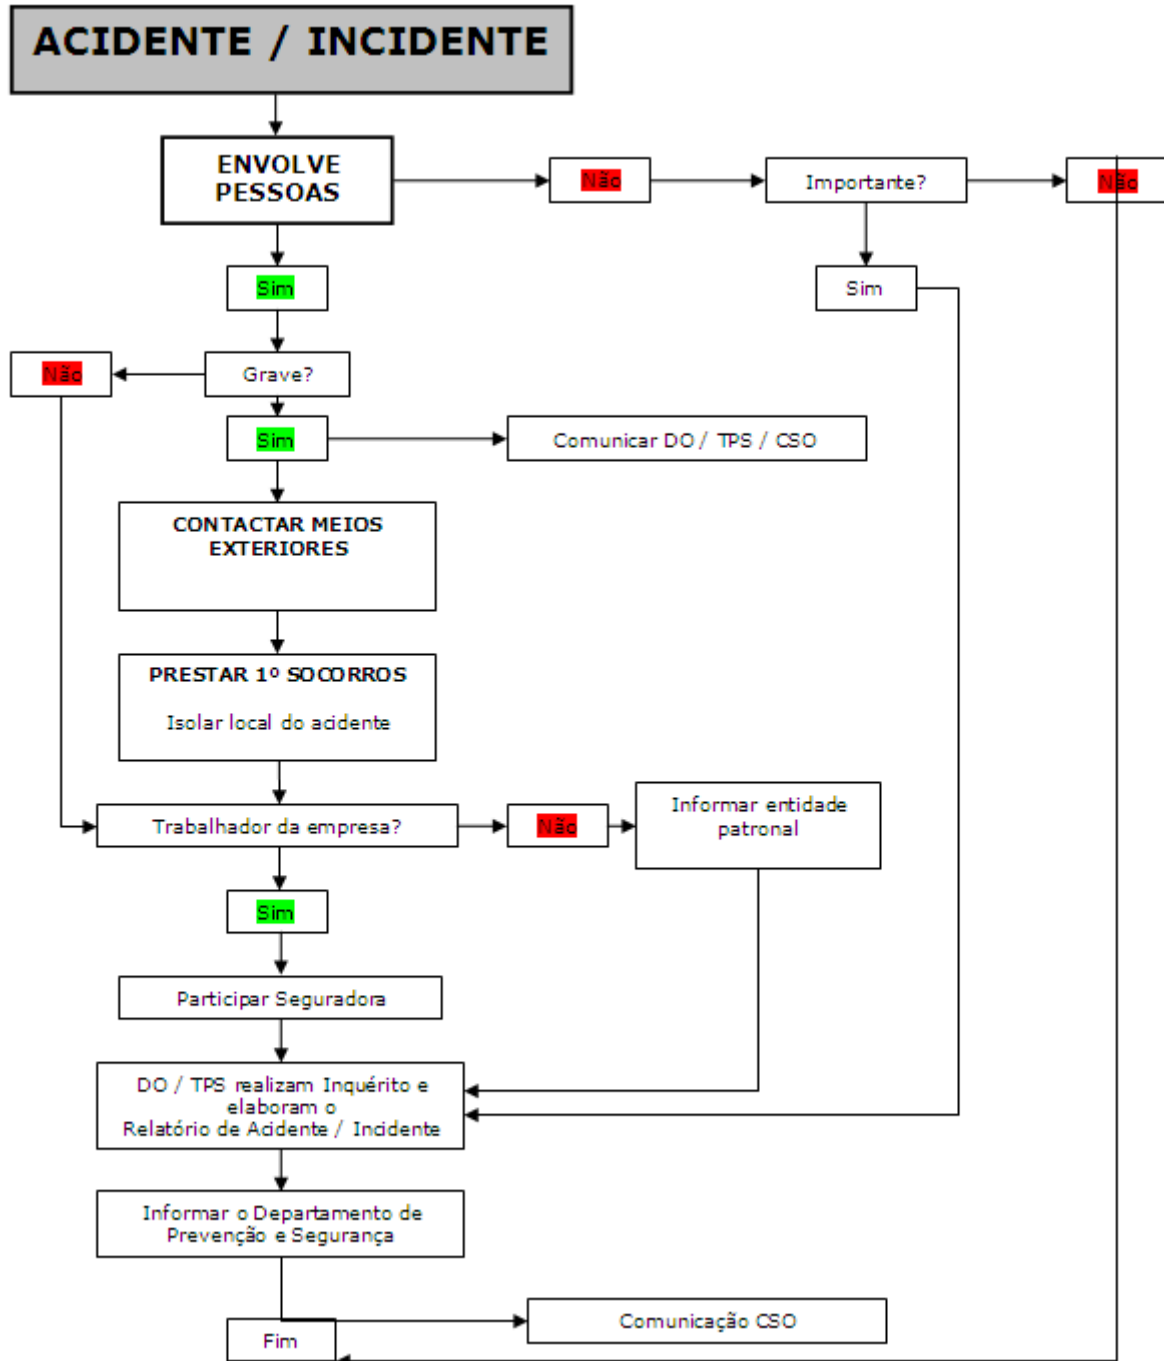 ACIDENTE / INCIDENTE
ENVOLVE
PESSOAS
Não
Importante?
Não
Sim
Sim
Não
Grave?
Sim
Comunicar DO / TPS / CSO
CONTACTAR MEIOS
EXTERIORES
PRESTAR 1º SOCORROS
Isolar local do acidente
Trabalhador da empresa?
Não
Informar entidade
patronal
Sim
Participar Seguradora
DO / TPS realizam Inquérito e
elaboram o
Relatório de Acidente / Incidente
Informar o Departamento de
Prevenção e Segurança
Comunicação CSO
Fim